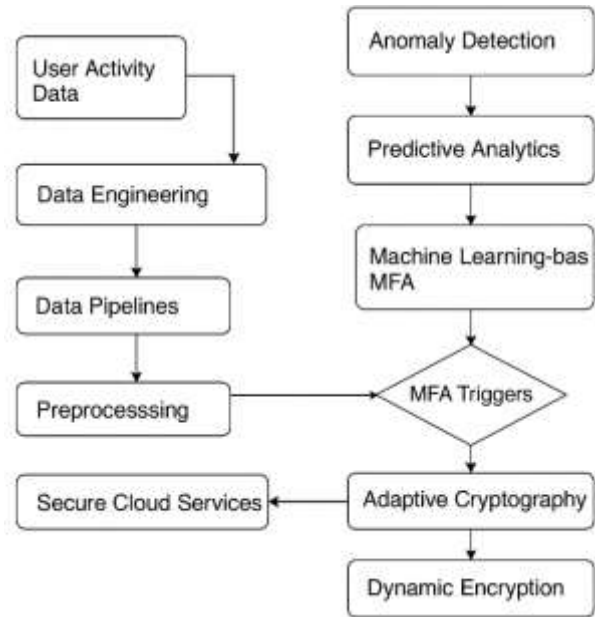 User Activity
Data
Data Engineering
Data Pipelines
Preprocesssing
Secure Cloud Services
Anomaly Detection
Predictive Analytics
Machine Learning-bas
MFA
MFA Triggers
Adaptive Cryptography
Dynamic Encryption